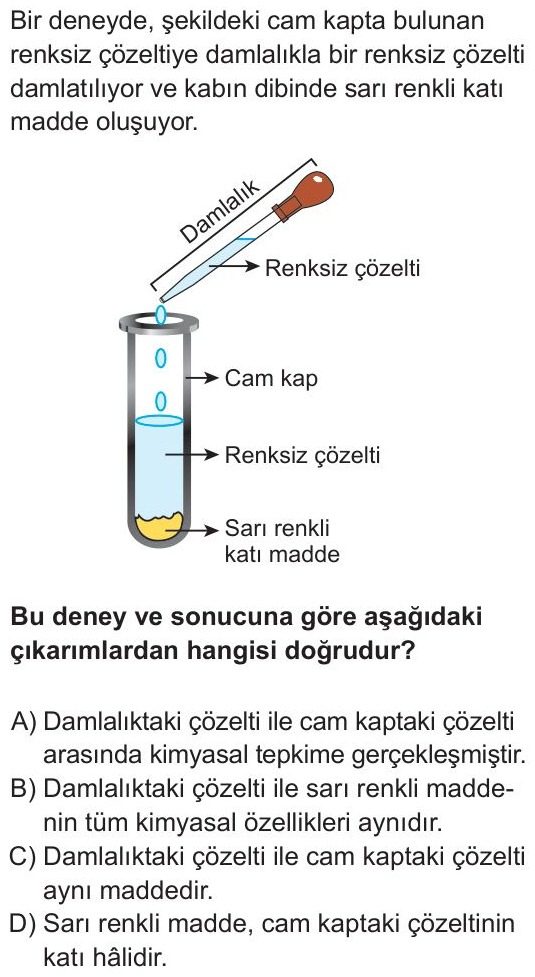 Bir deneyde, şekildeki cam kapta bulunan
renksiz çözeltiye damlalıkla bir renksiz çözelti
damlatılıyor ve kabın dibinde sarı renkli katı
madde oluşuyor.
Damlalık
Renksiz çözelti
Cam kap
Renksiz çözelti
Sarı renkli
katı madde
Bu deney ve sonucuna göre aşağıdaki
çıkarımlardan hangisi doğrudur?
A) Damlalıktaki çözelti ile cam kaptaki çözelti
arasında kimyasal tepkime gerçekleşmiştir.
B) Damlalıktaki çözelti ile sarı renkli madde-
nin tüm kimyasal özellikleri aynıdır.
C) Damlalıktaki çözelti ile cam kaptaki çözelti
aynı maddedir.
D) Sarı renkli madde, cam kaptaki çözeltinin
katı hâlidir.